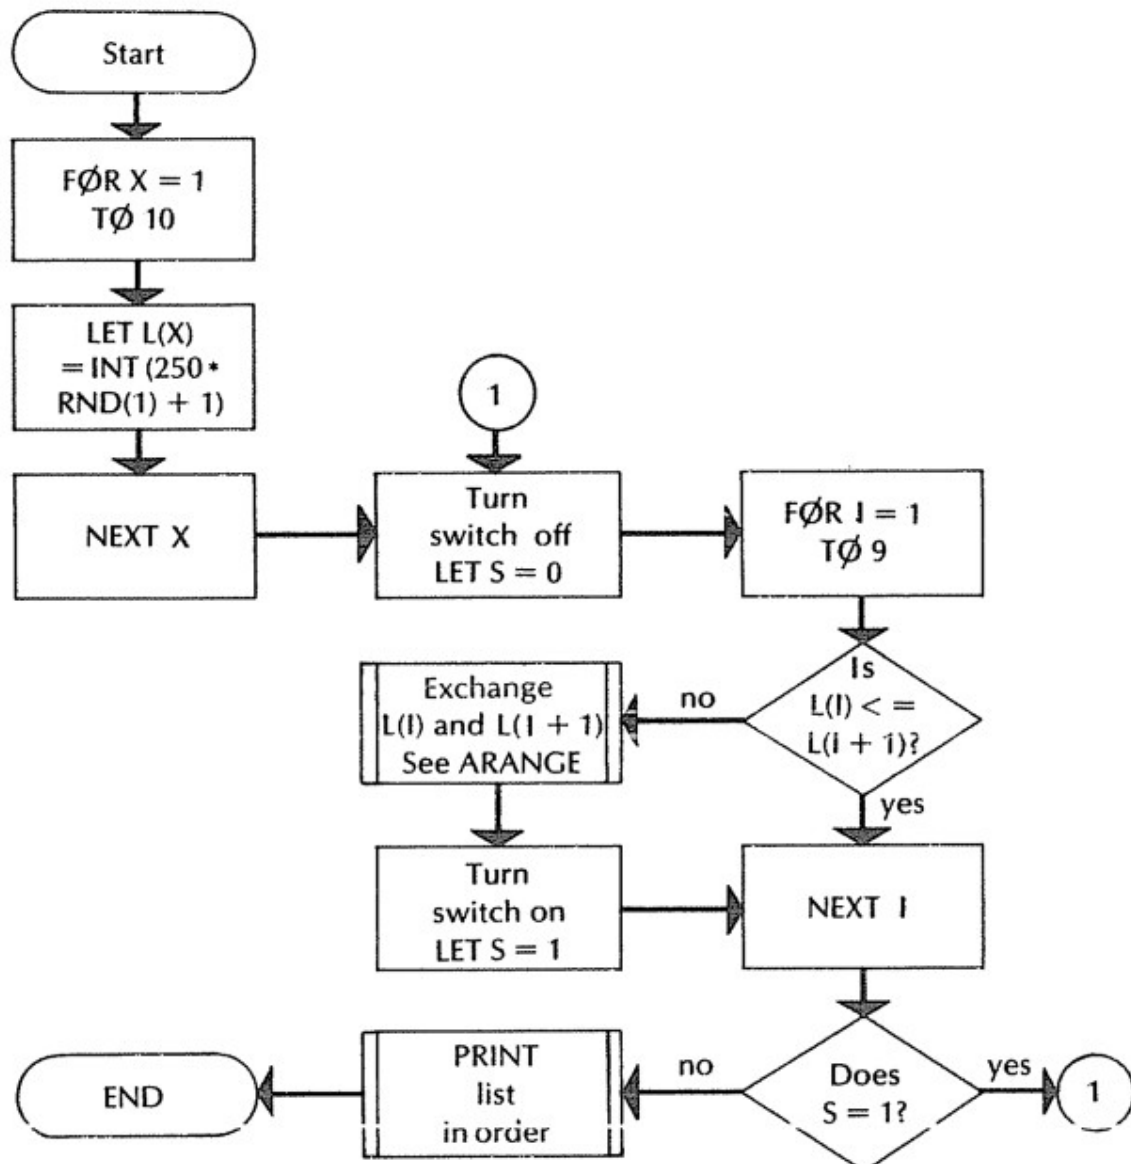 Start
FØR X = 1
TØ 10
LET L(X)
= INT (250 *
RND(1) + 1)
NEXT X
1
Turn
switch off
LET S = 0
FØR I = 1
TØ 9
Is
L(I) < =
L(I + 1)?
no
yes
Exchange
L(I) and L(I + 1)
See ARANGE
Turn
switch on
LET S = 1
NEXT I
Does
S = 1?
yes
1
no
PRINT
list
in order
END